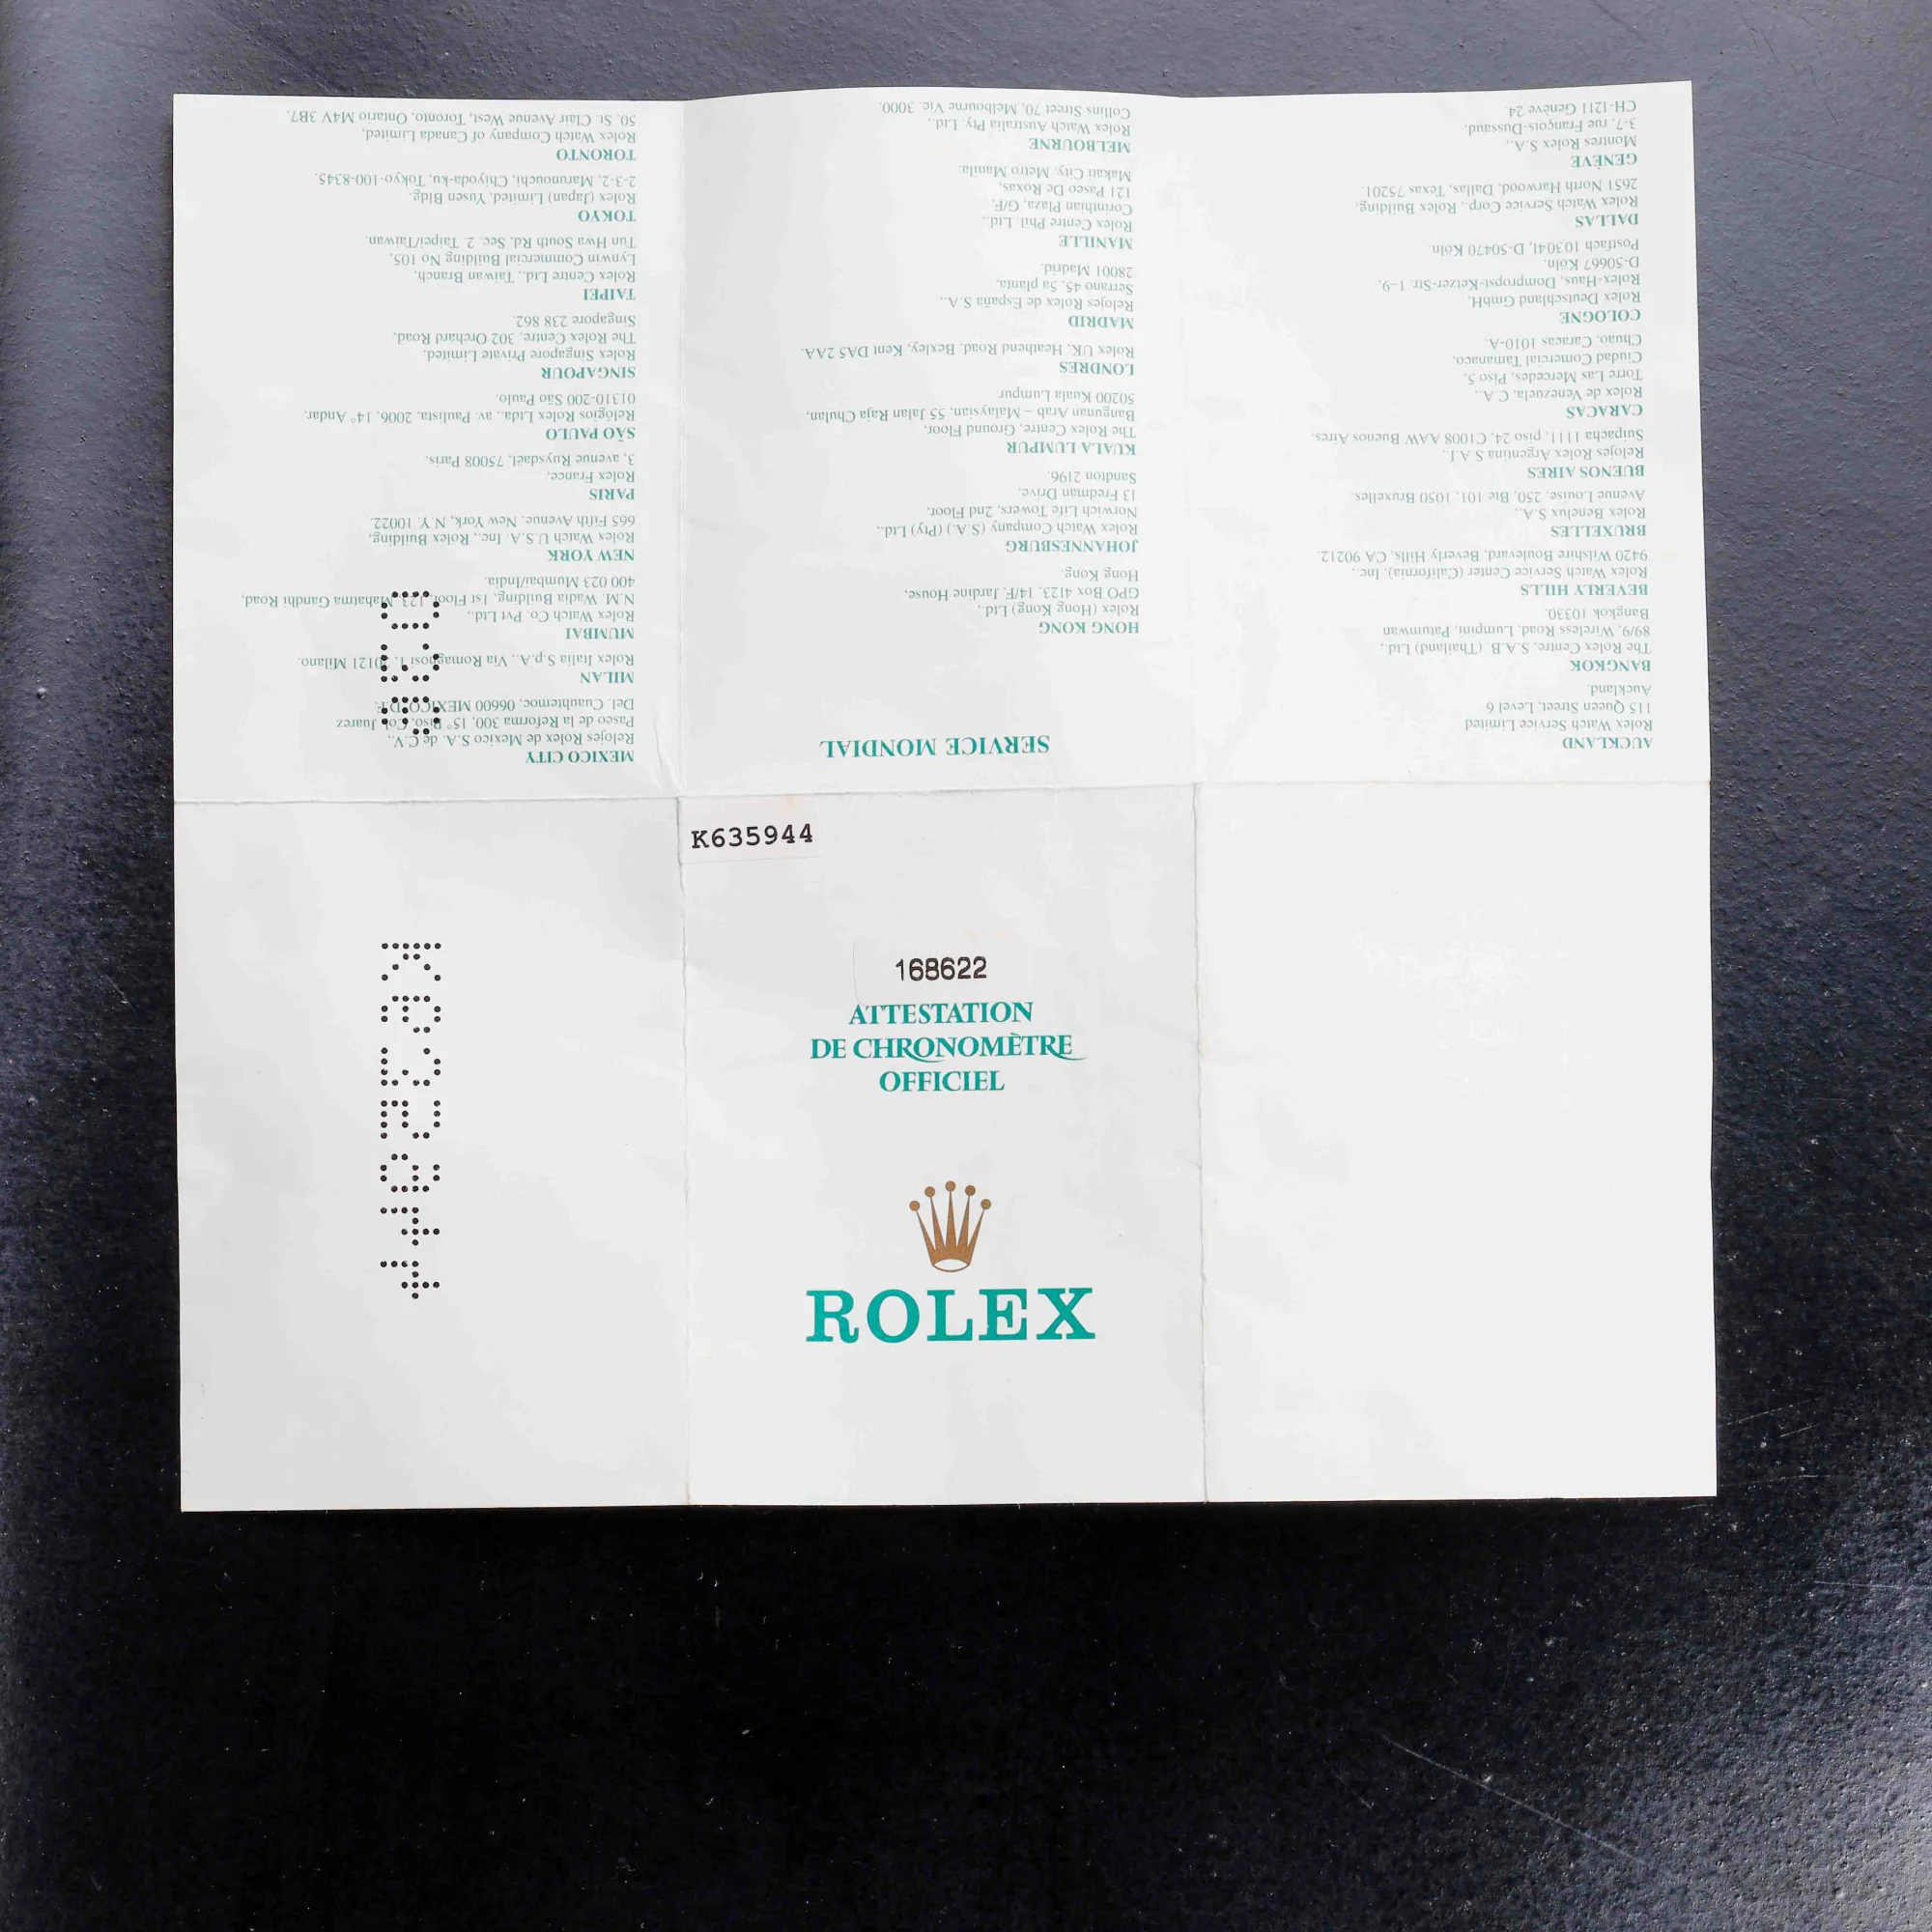 SERVICE MONDIAL
AUCKLAND
Rolex Watch Service Limited
115 Queen Street, Level 6
Auckland.
BANGKOK
The Rolex Centre, S.A.B. (Thailand) Ltd.,
89/9, Wireless Road, Lumpini, Patumwan
Bangkok 10330.
BEVERLY HILLS
Rolex Watch Service Center (California), Inc.,
9420 Wilshire Boulevard, Beverly Hills, CA 90212.
BRUXELLES
Rolex Benelux S.A.,
Avenue Louise, 250, Bte 101, 1050 Bruxelles.
BUENOS AIRES
Relojes Rolex Argentina S.A.I.,
Suipacha 1111, piso 24, C1008 AAW Buenos Aires.
CARACAS
Rolex de Venezuela, C.A.,
Torre Las Mercedes, Piso 5,
Ciudad Comercial Tamanaco,
Chuao, Caracas 1010-A.
COLOGNE
Rolex Deutschland GmbH,
Rolex-Haus, Dompropst-Ketzer-Str. 1–9,
D-50667 Köln.
Postfach 103041, D-50470 Köln.
DALLAS
Rolex Watch Service Corp., Rolex Building,
2651 North Harwood, Dallas, Texas 75201.
GENÈVE
Montres Rolex S.A.,
3-7, rue François-Dussaud,
CH-1211 Genève 24.
HONG KONG
Rolex (Hong Kong) Ltd.,
GPO Box 4123, 14/F, Jardine House,
Hong Kong.
JOHANNESBURG
Rolex Watch Company (S.A.) (Pty) Ltd.,
Norwich Life Towers, 2nd Floor,
13 Fredman Drive,
Sandton 2196.
KUALA LUMPUR
The Rolex Centre, Ground Floor,
Bangunan Arab – Malaysian, 55 Jalan Raja Chulan,
50200 Kuala Lumpur
LONDRES
Rolex UK, Heathend Road, Bexley, Kent DA5 2AA.
MADRID
Relojes Rolex de España S.A.,
Serrano 45, 5a planta,
28001 Madrid.
MANILLE
Rolex Centre Phil. Ltd.,
Corinthian Plaza, G/F,
121 Paseo De Roxas,
Makati City, Metro Manila.
MELBOURNE
Rolex Watch Australia Pty. Ltd.,
Collins Street 70, Melbourne Vic. 3000.
MEXICO CITY
Relojes Rolex de Mexico S.A. de C.V.,
Paseo de la Reforma 300, 15° Piso, Col. Juarez
Del. Cuauhtemoc, 06600 MEXICO, D.F.
MILAN
Rolex Italia S.p.A., Via Romagnosi 1, 20121 Milano.
MUMBAI
Rolex Watch Co. Pvt Ltd.,
N.M. Wadia Building, 1st Floor, 123, Mahatma Gandhi Road,
400 023 Mumbai/India.
NEW YORK
Rolex Watch U.S.A. Inc., Rolex Building,
665 Fifth Avenue, New York, N.Y. 10022.
PARIS
Rolex France,
3, avenue Ruysdaël, 75008 Paris.
SÃO PAULO
Relógios Rolex Ltda., av. Paulista, 2006, 14° Andar,
01310-200 São Paulo.
SINGAPOUR
Rolex Singapore Private Limited,
The Rolex Centre, 302 Orchard Road,
Singapore 238 862.
TAIPEI
Rolex Centre Ltd., Taiwan Branch,
Lynwin Commercial Building No 105,
Tun Hwa South Rd, Sec. 2. Taipei/Taiwan.
TOKYO
Rolex (Japan) Limited, Yusen Bldg.
2-3-2, Marunouchi, Chiyoda-ku, Tokyo-100-8345.
TORONTO
Rolex Watch Company of Canada Limited,
50, St. Clair Avenue West, Toronto, Ontario M4V 3B7.
K635944
K635944
168622
ATTESTATION
DE CHRONOMÈTRE
OFFICIEL
ROLEX